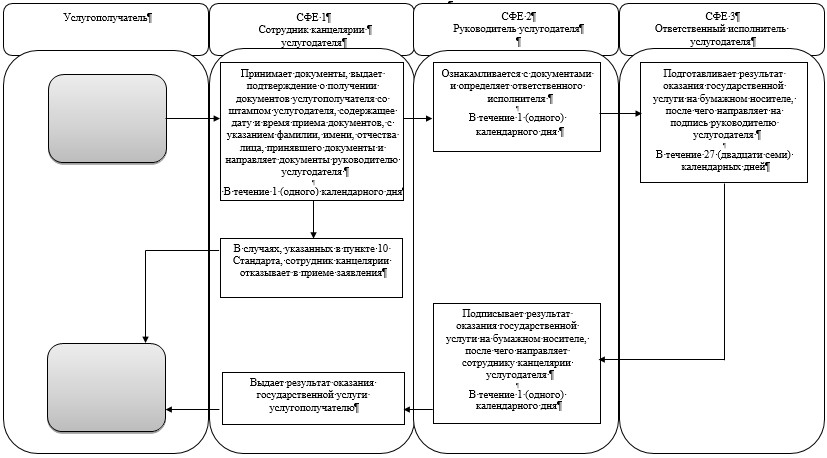 Услугополучатель¶
СФЕ·1¶
Сотрудник·канцелярии·
услугодателя¶
СФЕ·2¶
Руководитель·услугодателя¶
¶
СФЕ·3¶
Ответственный·исполнитель·
услугодателя¶
Принимает·документы,·выдает·
подтверждение·о·получении·
документов·услугополучателя·со·
штампом·услугодателя,·содержащее·
дату·и·время·приема·документов,·с·
указанием·фамилии,·имени,·отчества·
лица,·принявшего·документы·и·
направляет·документы·руководителю·
услугодателя¶
¶
·В·течение·1·(одного)·календарного·дня¶
Ознакамливается·с·документами·
и·определяет·ответственного·
исполнителя·¶
¶
В·течение·1·(одного)·
календарного·дня¶
Подготавливает·результат·
оказания·государственной·
услуги·на·бумажном·носителе,·
после·чего·направляет·на·
подпись·руководителю·
услугодателя·¶
¶
В·течение·27·(двадцати·семи)·
календарных·дней¶
В·случаях,·указанных·в·пункте·10·
Стандарта,·сотрудник·канцелярии·
отказывает·в·приеме·заявления¶
Подписывает·результат·
оказания·государственной·
услуги·на·бумажном·носителе,·
после·чего·направляет·
сотруднику·канцелярии·
услугодателя·¶
¶
В·течение·1·(одного)·
календарного·дня¶
Выдает·результат·оказания·
государственной·услуги·
услугополучателю¶